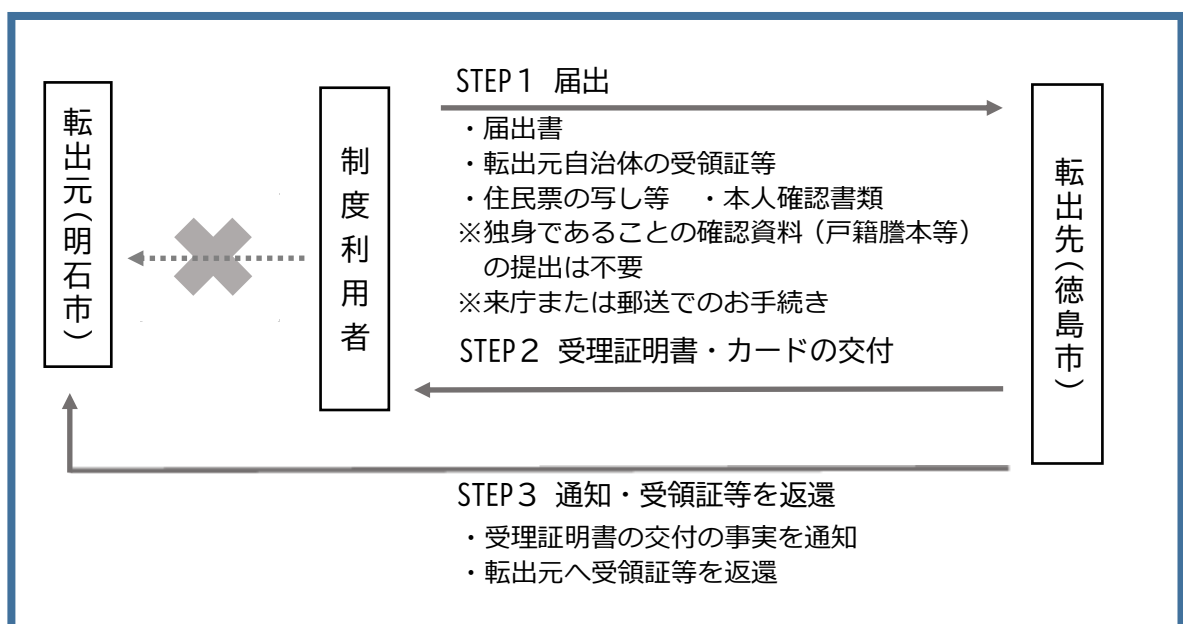 転出元（明石市）
制度利用者
STEP１ 届出
・届出書
・転出元自治体の受領証等
・住民票の写し等　・本人確認書類
※独身であることの確認資料（戸籍謄本等）
の提出は不要
※来庁または郵送でのお手続き
STEP２ 受理証明書・カードの交付
転出先（徳島市）
STEP３ 通知・受領証等を返還
・受理証明書の交付の事実を通知
・転出元へ受領証等を返還